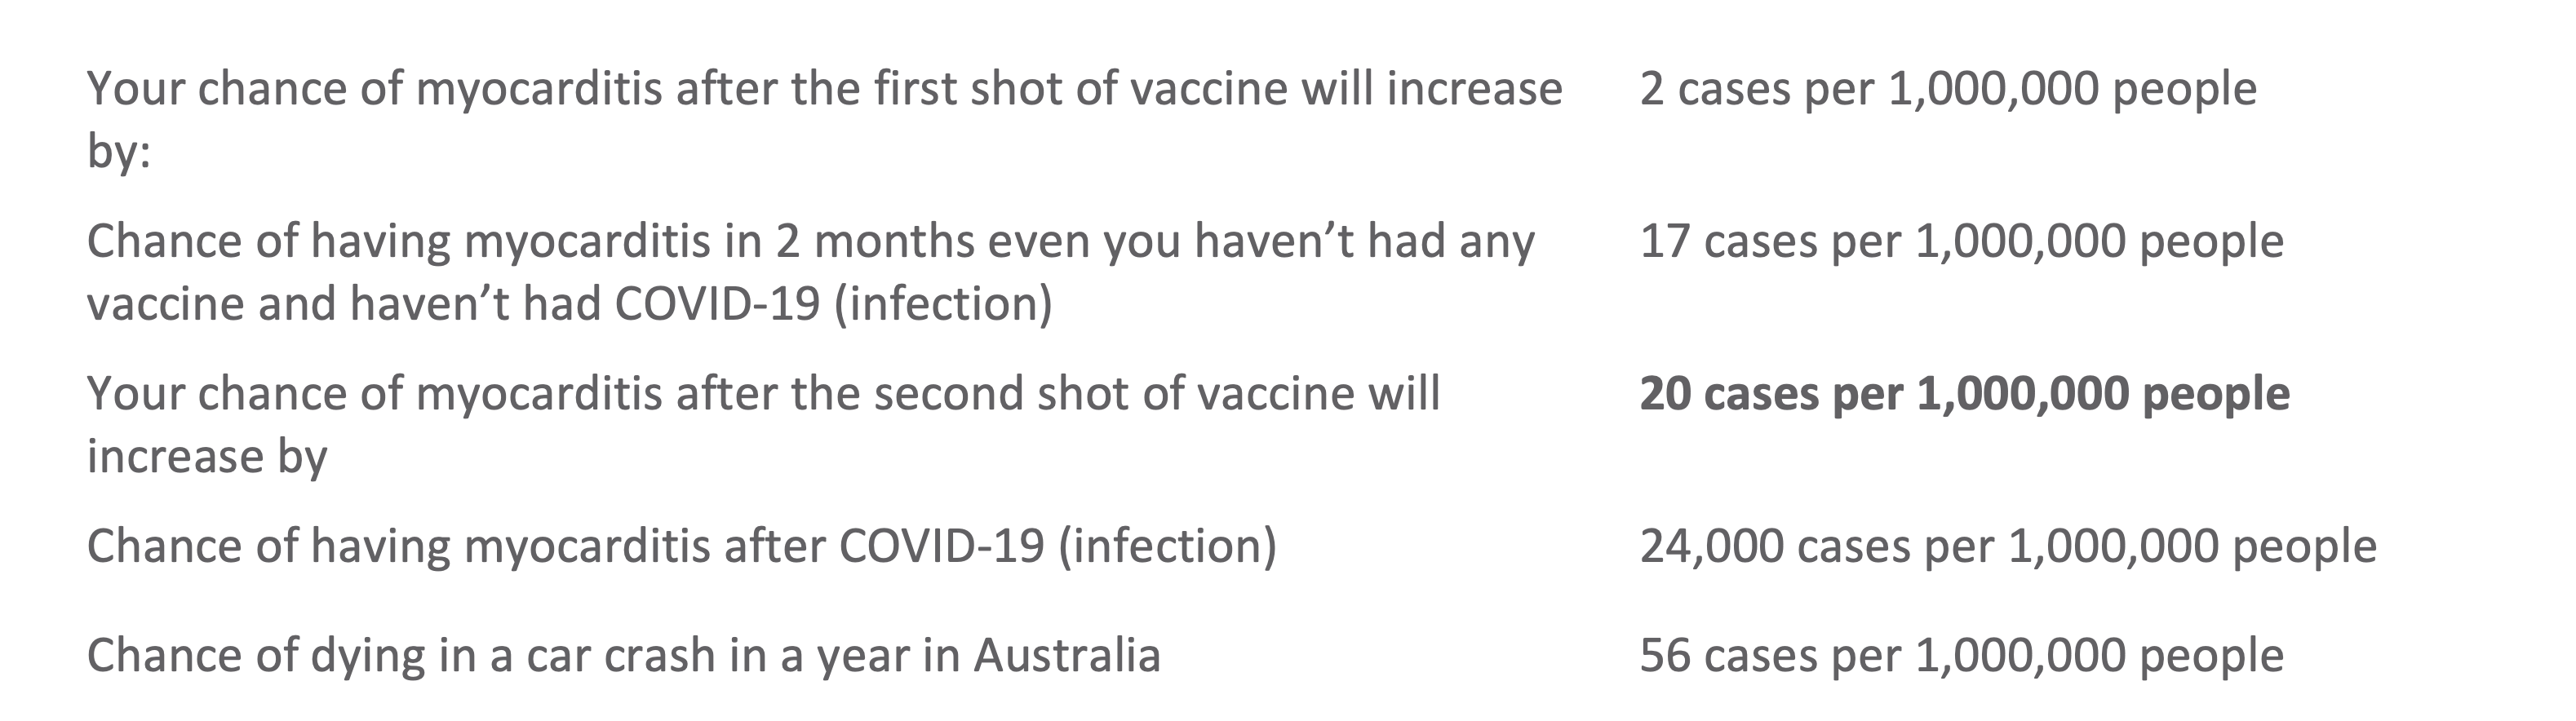 Your chance of myocarditis after the first shot of vaccine will increase 2 cases per 1,000,000 people
by:
Chance of having myocarditis in 2 months even you haven’t had any 17 cases per 1,000,000 people
vaccine and haven’t had COVID-19 (infection)
Your chance of myocarditis after the second shot of vaccine will 20 cases per 1,000,000 people
increase by
Chance of having myocarditis after COVID-19 (infection) 24,000 cases per 1,000,000 people
Chance of dying in a car crash in a year in Australia 56 cases per 1,000,000 people